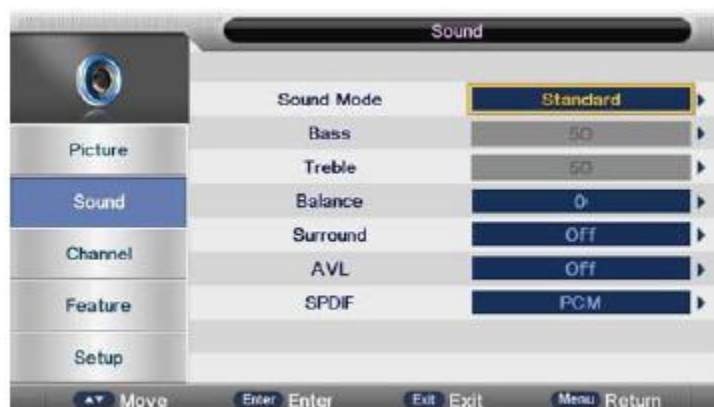 Sound
Picture
Sound
Channel
Feature
Setup
Sound Mode Standard
Bass 50
Treble 50
Balance 0
Surround Off
AVL Off
SPDIF PCM
Move Enter Enter Exit Exit Menu Return